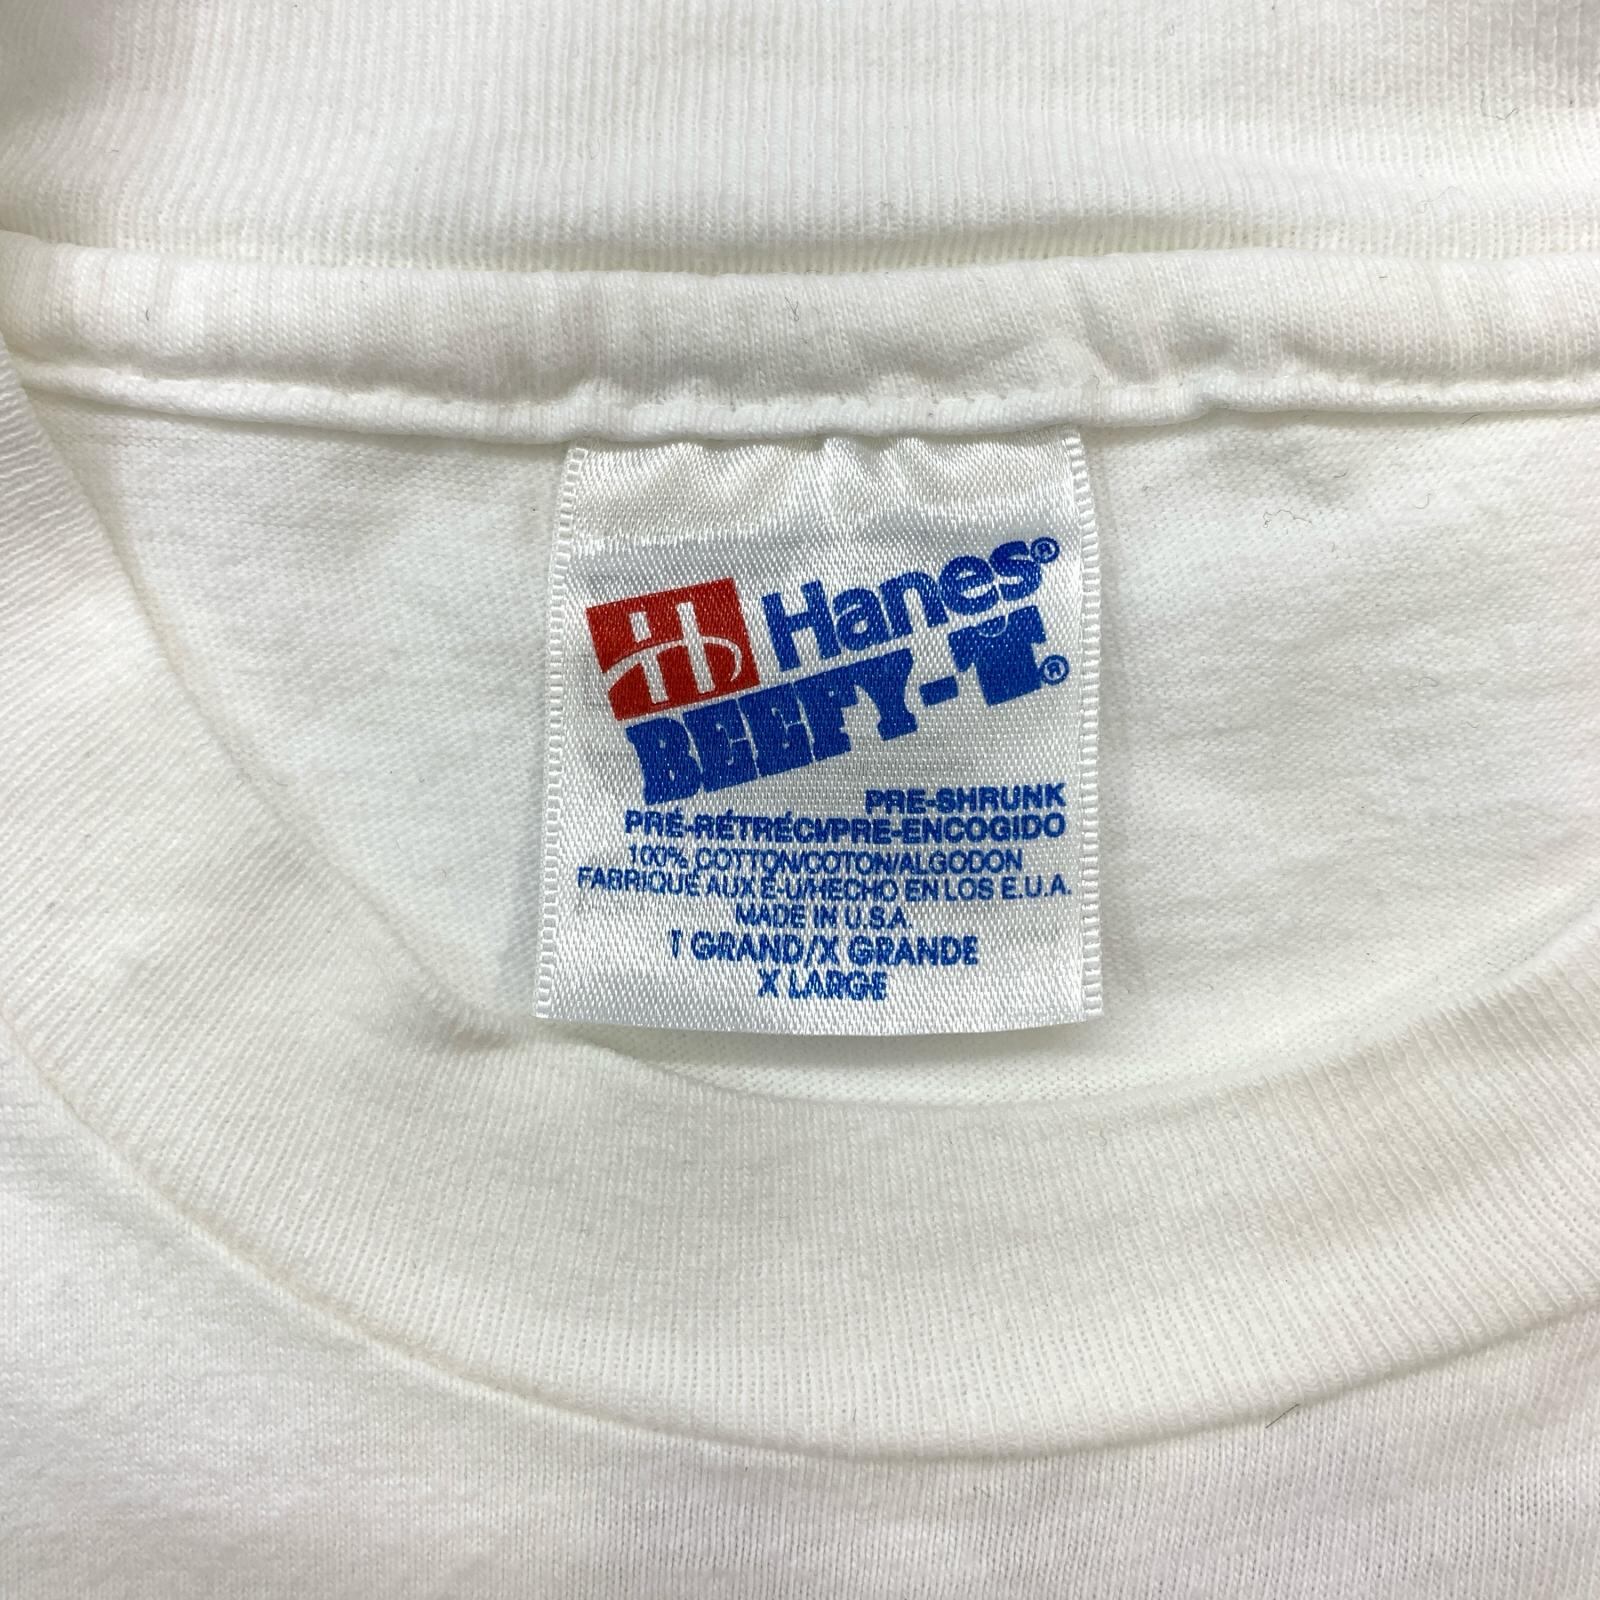 Hanes®
BEEFY-T®
PRE-SHRUNK
PRÉ-RÉTRÉCI/PRE-ENCOGIDO
100% COTTON/COTON/ALGODON
FABRIQUÉ AUX É-U/HECHO EN LOS E.U.A.
MADE IN U.S.A.
T GRAND/X GRANDE
X LARGE